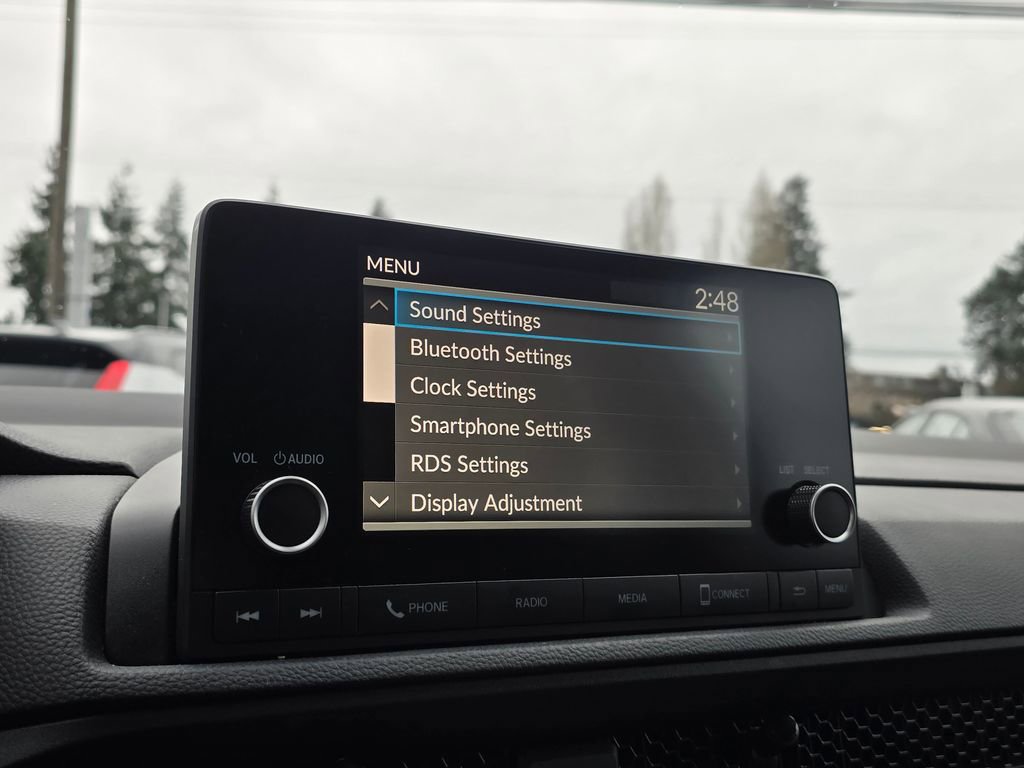 MENU
2:48
Sound Settings
Bluetooth Settings
Clock Settings
Smartphone Settings
RDS Settings
Display Adjustment
VOL AUDIO
LIST SELECT
PHONE RADIO MEDIA CONNECT MENU